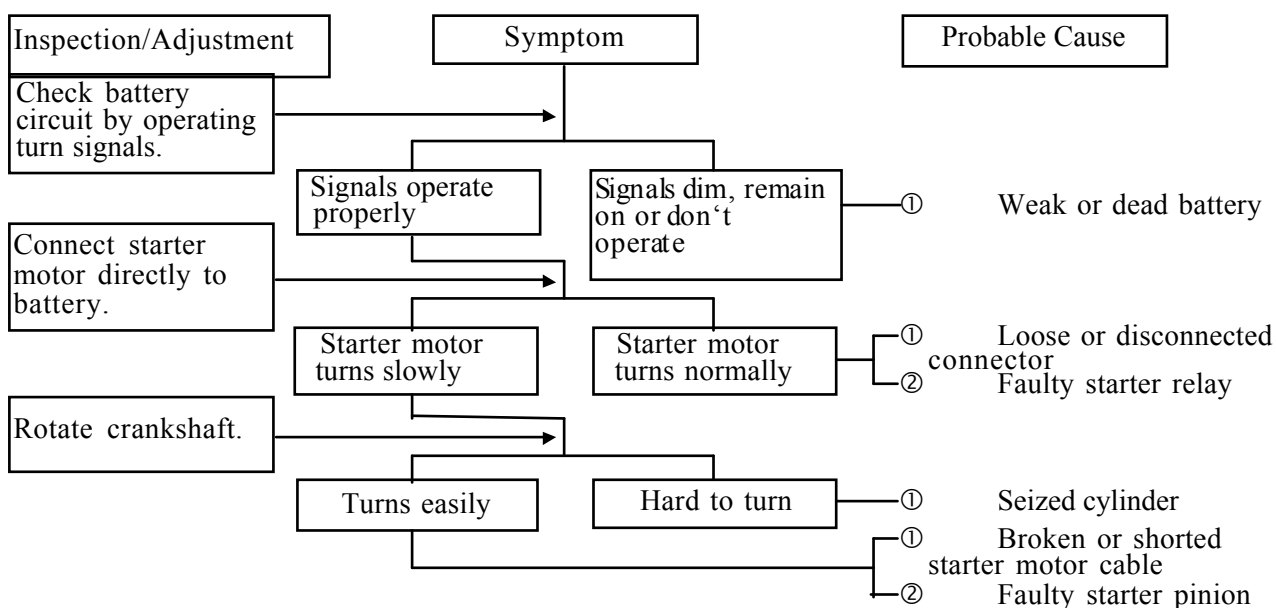 Inspection/Adjustment
Symptom
Probable Cause
Check battery
circuit by operating
turn signals.
Signals operate
properly
Signals dim, remain
on or don‘t
operate
① Weak or dead battery
Connect starter
motor directly to
battery.
Starter motor
turns slowly
Starter motor
turns normally
① Loose or disconnected
connector
② Faulty starter relay
Rotate crankshaft.
Turns easily
Hard to turn
① Seized cylinder
① Broken or shorted
starter motor cable
② Faulty starter pinion